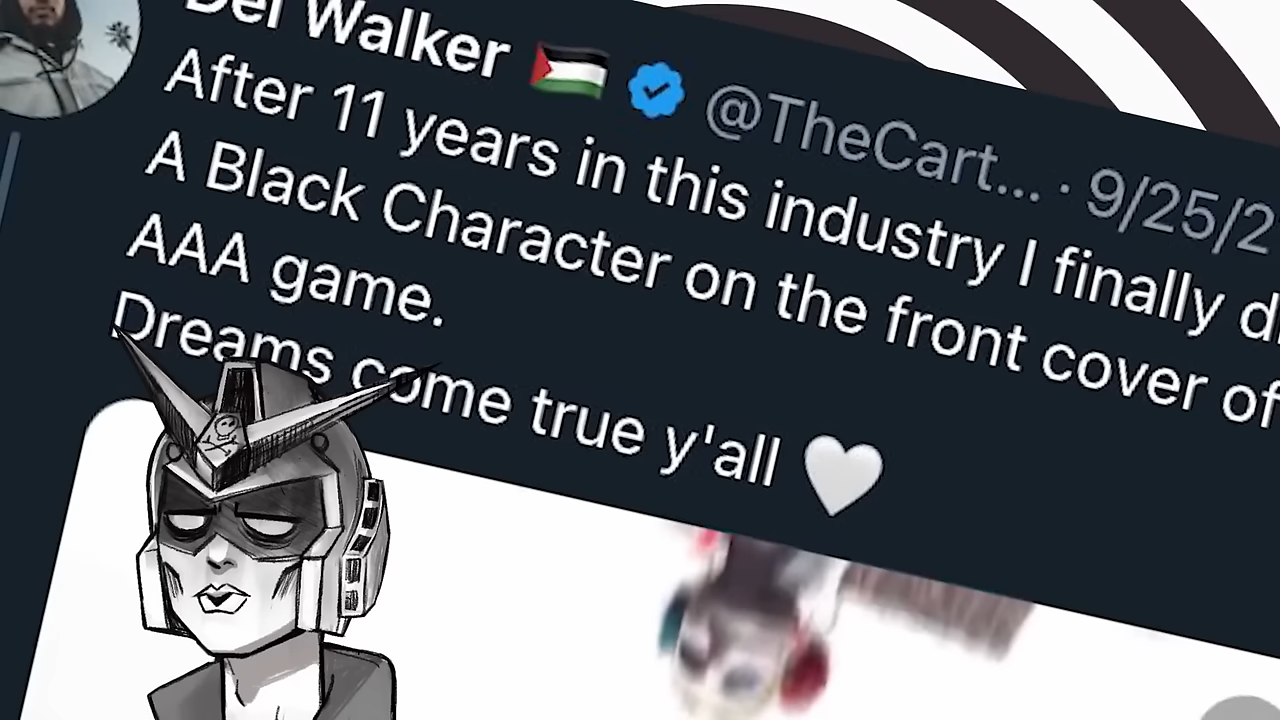 Del Walker 🇵🇸 @TheCart... · 9/25/2
After 11 years in this industry I finally
A Black Character on the front cover of
AAA game.
Dreams come true y'all 🤍